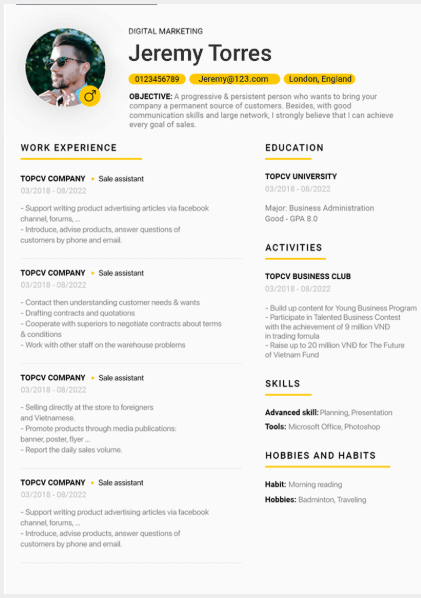 DIGITAL MARKETING
Jeremy Torres
0123456789 Jeremy@123.com London, England
OBJECTIVE: A progressive & persistent person who wants to bring your
company a permanent source of customers. Besides, with good
communication skills and large network, I strongly believe that I can achieve
every goal of sales.
WORK EXPERIENCE
TOPCV COMPANY • Sale assistant
03/2018 - 08/2022
- Support writing product advertising articles via facebook
channel, forums, ...
- Introduce, advise products, answer questions of
customers by phone and email.
TOPCV COMPANY • Sale assistant
03/2018 - 08/2022
- Contact then understanding customer needs & wants
- Drafting contracts and quotations
- Cooperate with superiors to negotiate contracts about terms
& conditions
- Work with other staff on the warehouse problems
TOPCV COMPANY • Sale assistant
03/2018 - 08/2022
- Selling directly at the store to foreigners
and Vietnamese.
- Promote products through media publications:
banner, poster, flyer ...
- Report the daily sales volume.
TOPCV COMPANY • Sale assistant
03/2018 - 08/2022
- Support writing product advertising articles via facebook
channel, forums, ...
- Introduce, advise products, answer questions of
customers by phone and email.
EDUCATION
TOPCV UNIVERSITY
03/2018 - 08/2022
Major: Business Administration
Good - GPA 8.0
ACTIVITIES
TOPCV BUSINESS CLUB
03/2018 - 08/2022
- Build up content for Young Business Program
- Participate in Talented Business Contest
with the achievement of 9 million VND
in trading fomula
- Raise up to 20 million VND for The Future
of Vietnam Fund
SKILLS
Advanced skill: Planning, Presentation
Tools: Microsoft Office, Photoshop
HOBBIES AND HABITS
Habit: Morning reading
Hobbies: Badminton, Traveling